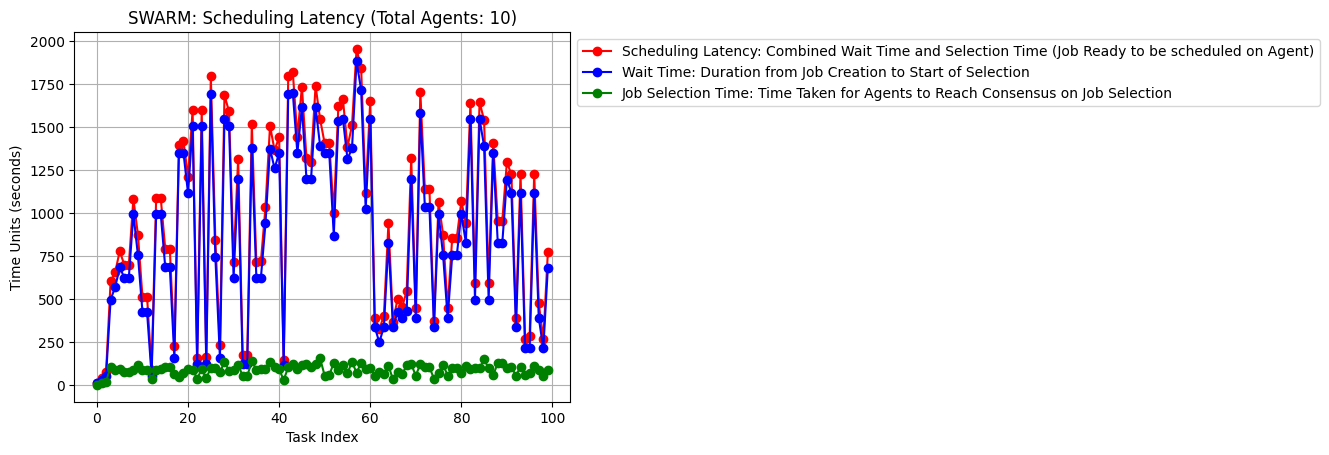 SWARM: Scheduling Latency (Total Agents: 10)
Scheduling Latency: Combined Wait Time and Selection Time (Job Ready to be scheduled on Agent)
Wait Time: Duration from Job Creation to Start of Selection
Job Selection Time: Time Taken for Agents to Reach Consensus on Job Selection
Time Units (seconds)
2000
1750
1500
1250
1000
750
500
250
0
0 20 40 60 80 100
Task Index